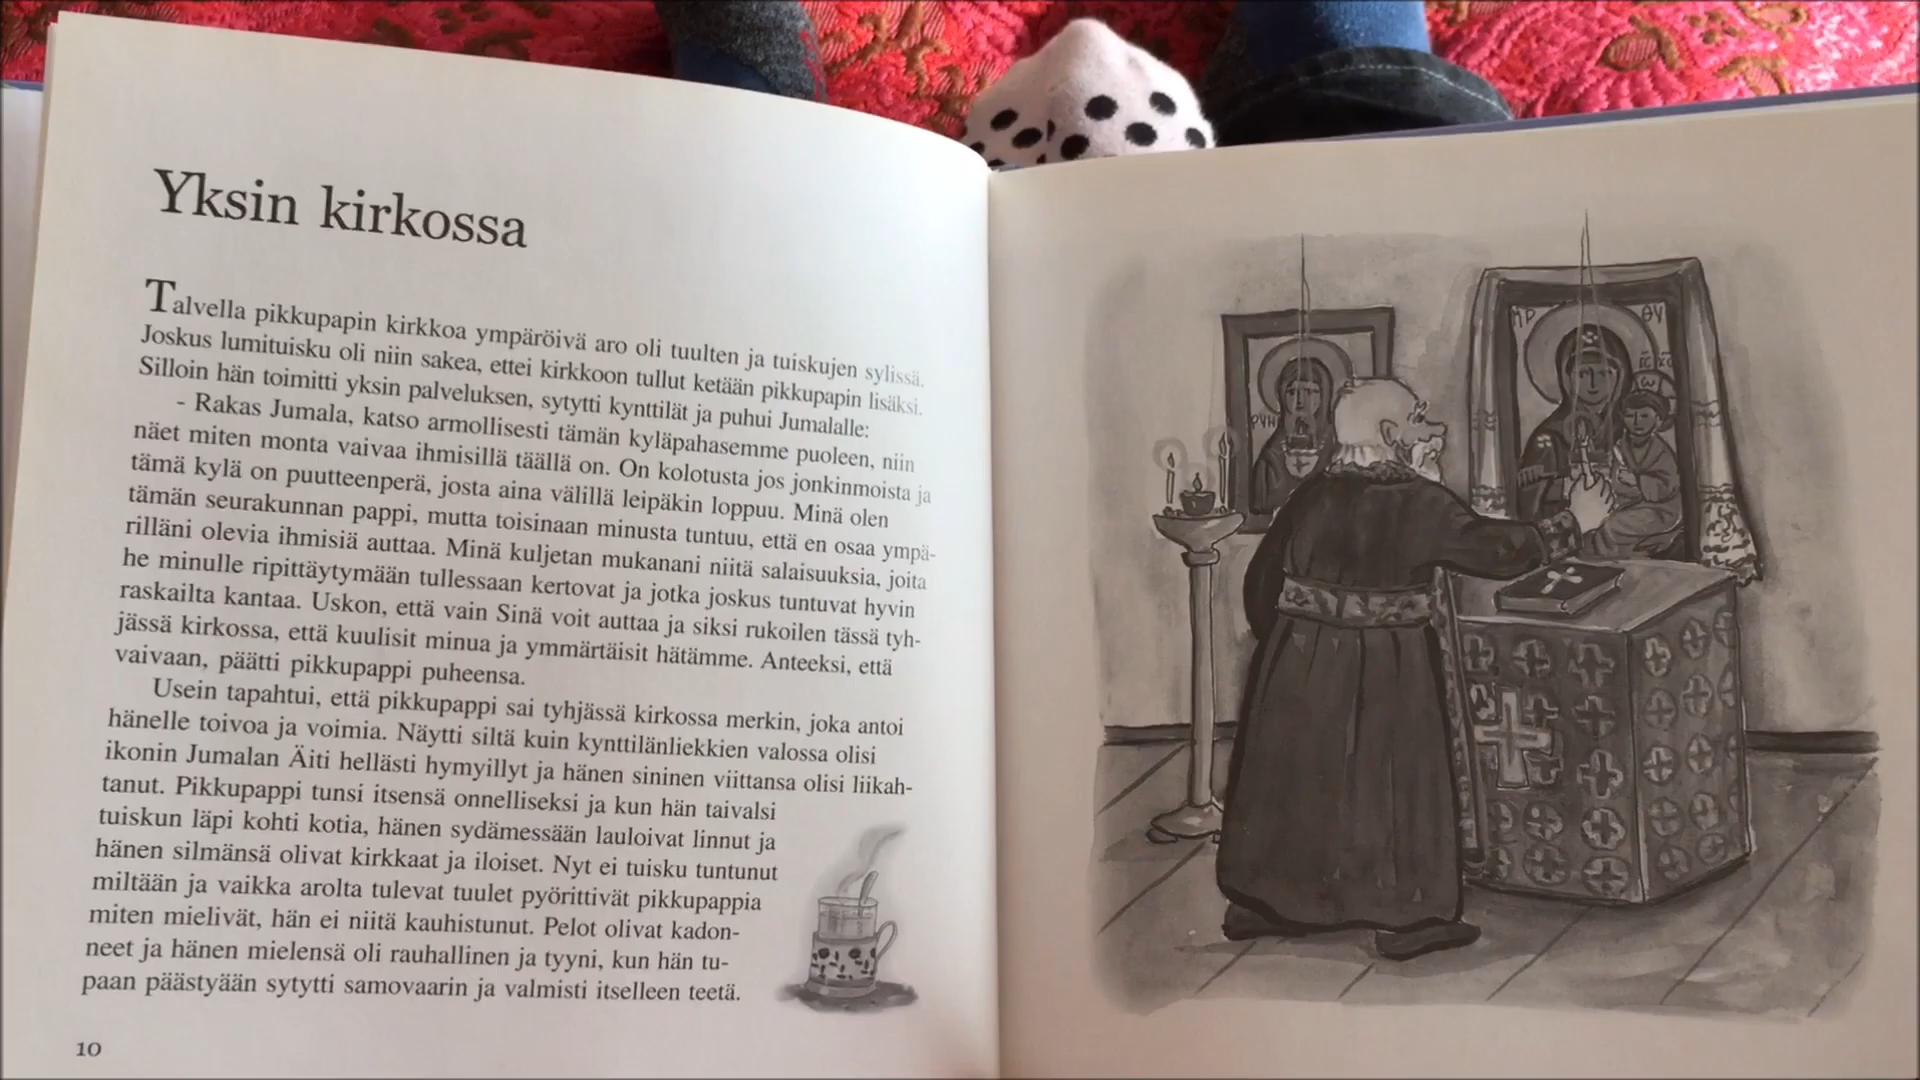 Yksin kirkossa
Talvella pikkupapin kirkkoa ympäröivä aro oli tuulten ja tuiskujen sylissä.
Joskus lumituisku oli niin sakea, ettei kirkkoon tullut ketään pikkupapin lisäksi.
Silloin hän toimitti yksin palveluksen, sytytti kynttilät ja puhui Jumalalle:
- Rakas Jumala, katso armollisesti tämän kyläpahasemme puoleen, niin
näet miten monta vaivaa ihmisillä täällä on. On kolotusta jos jonkinmoista ja
tämä kylä on puutteenperä, josta aina välillä leipäkin loppuu. Minä olen
tämän seurakunnan pappi, mutta toisinaan minusta tuntuu, että en osaa ympä-
rilläni olevia ihmisiä auttaa. Minä kuljetan mukanani niitä salaisuuksia, joita
he minulle ripittäytymään tullessaan kertovat ja jotka joskus tuntuvat hyvin
raskailta kantaa. Uskon, että vain Sinä voit auttaa ja siksi rukoilen tässä tyh-
jässä kirkossa, että kuulisit minua ja ymmärtäisit hätämme. Anteeksi, että
vaivaan, päätti pikkupappi puheensa.
Usein tapahtui, että pikkupappi sai tyhjässä kirkossa merkin, joka antoi
hänelle toivoa ja voimia. Näytti siltä kuin kynttilänliekkien valossa olisi
ikonin Jumalan Äiti hellästi hymyillyt ja hänen sininen viittansa olisi liikah-
tanut. Pikkupappi tunsi itsensä onnelliseksi ja kun hän taivalsi
tuiskun läpi kohti kotia, hänen sydämessään lauloivat linnut ja
hänen silmänsä olivat kirkkaat ja iloiset. Nyt ei tuisku tuntunut
miltään ja vaikka arolta tulevat tuulet pyörittivät pikkupappia
miten mielivät, hän ei niitä kauhistunut. Pelot olivat kadon-
neet ja hänen mielensä oli rauhallinen ja tyyni, kun hän tu-
paan päästyään sytytti samovaarin ja valmisti itselleen teetä.
10
ΜΡ ΘΥ
ΙC ΧC